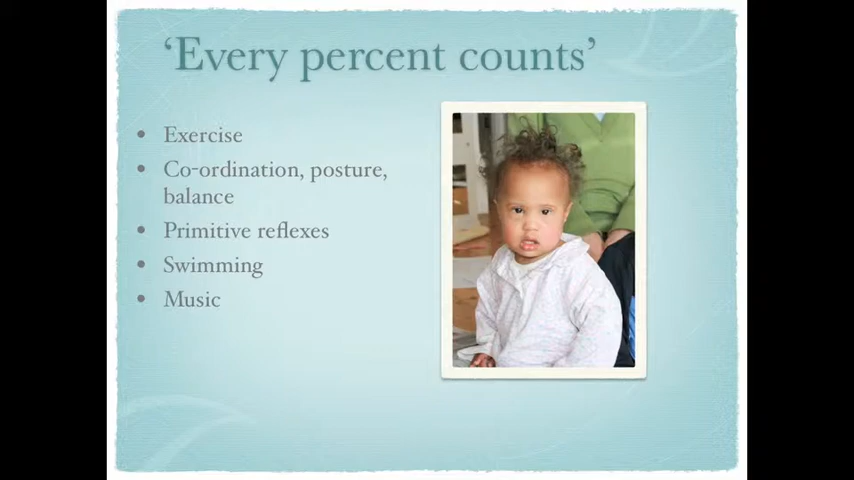 ‘Every percent counts’
• Exercise
• Co-ordination, posture,
balance
• Primitive reflexes
• Swimming
• Music